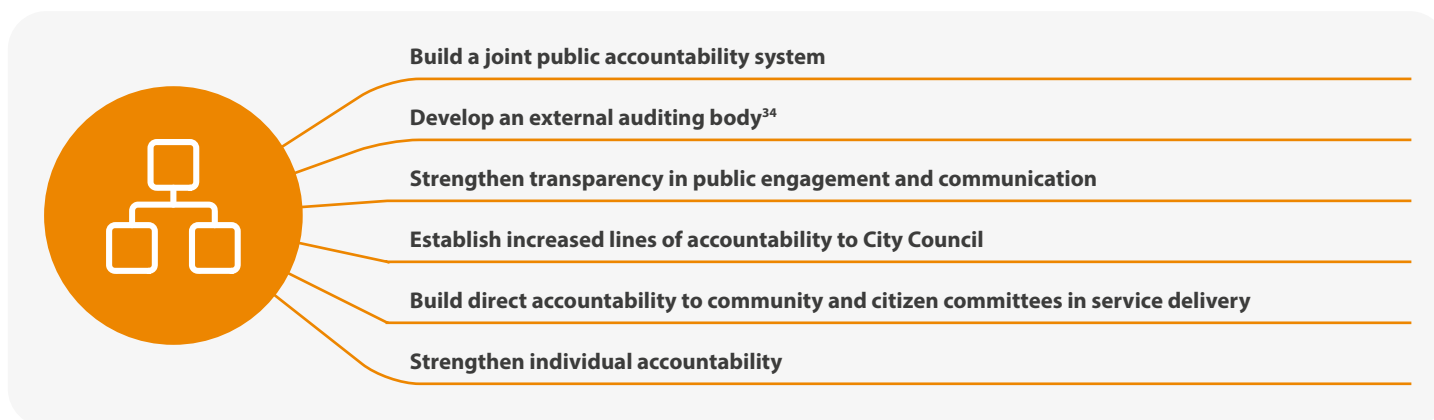 Build a joint public accountability system
Develop an external auditing body³⁴
Strengthen transparency in public engagement and communication
Establish increased lines of accountability to City Council
Build direct accountability to community and citizen committees in service delivery
Strengthen individual accountability